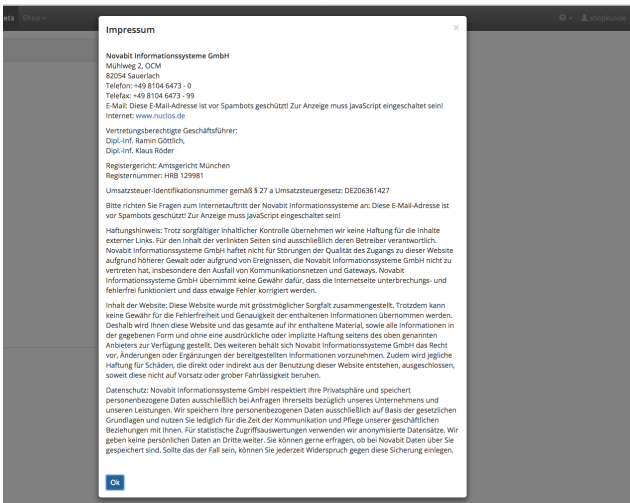 ets Shop
shopkunde
Impressum
×
Novabit Informationssysteme GmbH
Mühlweg 2, OCM
82054 Sauerlach
Telefon: +49 8104 6473 - 0
Telefax: +49 8104 6473 - 99
E-Mail: Diese E-Mail-Adresse ist vor Spambots geschützt! Zur Anzeige muss JavaScript eingeschaltet sein!
Internet: www.nuclos.de
Vertretungsberechtigte Geschäftsführer:
Dipl.-Inf. Ramin Göttlich,
Dipl.-Inf. Klaus Röder
Registergericht: Amtsgericht München
Registernummer: HRB 129981
Umsatzsteuer-Identifikationsnummer gemäß § 27 a Umsatzsteuergesetz: DE206361427
Bitte richten Sie Fragen zum Internetauftritt der Novabit Informationssysteme an: Diese E-Mail-Adresse ist
vor Spambots geschützt! Zur Anzeige muss JavaScript eingeschaltet sein!
Haftungshinweis: Trotz sorgfältiger inhaltlicher Kontrolle übernehmen wir keine Haftung für die Inhalte
externer Links. Für den Inhalt der verlinkten Seiten sind ausschließlich deren Betreiber verantwortlich.
Novabit Informationssysteme GmbH haftet nicht für Störungen der Qualität des Zugangs zu dieser Website
aufgrund höherer Gewalt oder aufgrund von Ereignissen, die Novabit Informationssysteme GmbH nicht zu
vertreten hat, insbesondere den Ausfall von Kommunikationsnetzen und Gateways. Novabit
Informationssysteme GmbH übernimmt keine Gewähr dafür, dass die Internetseite unterbrechungs- und
fehlerfrei funktioniert und dass etwaige Fehler korrigiert werden.
Inhalt der Website: Diese Website wurde mit grösstmöglicher Sorgfalt zusammengestellt. Trotzdem kann
keine Gewähr für die Fehlerfreiheit und Genauigkeit der enthaltenen Informationen übernommen werden.
Deshalb wird Ihnen diese Website und das gesamte auf ihr enthaltene Material, sowie alle Informationen in
der gegebenen Form und ohne eine ausdrückliche oder implizite Haftung seitens des oben genannten
Anbieters zur Verfügung gestellt. Des weiteren behält sich Novabit Informationssysteme GmbH das Recht
vor, Änderungen oder Ergänzungen der bereitgestellten Informationen vorzunehmen. Zudem wird jegliche
Haftung für Schäden, die direkt oder indirekt aus der Benutzung dieser Website entstehen, ausgeschlossen,
soweit diese nicht auf Vorsatz oder grober Fahrlässigkeit beruhen.
Datenschutz: Novabit Informationssysteme GmbH respektiert Ihre Privatsphäre und speichert
personenbezogene Daten ausschließlich bei Anfragen Ihrerseits bezüglich unseres Unternehmens und
unseren Leistungen. Wir speichern Ihre personenbezogenen Daten ausschließlich auf Basis der gesetzlichen
Grundlagen und nutzen Sie lediglich für die Zeit der Kommunikation und Pflege unserer geschäftlichen
Beziehungen mit Ihnen. Für statistische Zugriffsauswertungen verwenden wir anonymisierte Datensätze. Wir
geben keine persönlichen Daten an Dritte weiter. Sie können gerne erfragen, ob bei Novabit Daten über Sie
gespeichert sind. Sollte das der Fall sein, können Sie jederzeit Widerspruch gegen diese Sicherung einlegen.
Ok